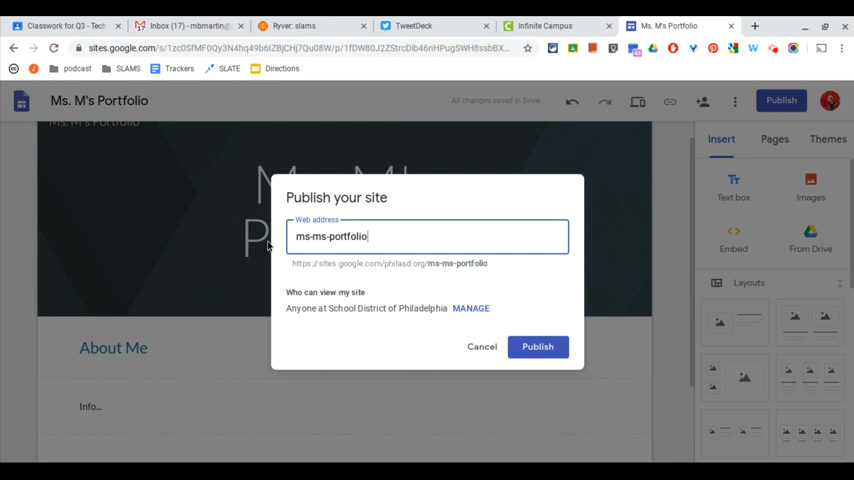 Classwork for Q3 - Tech
Inbox (17) - mbmartin@
Ryver: slams
TweetDeck
Infinite Campus
Ms. M's Portfolio
sites.google.com/s/1zc0SfMF0Qy3N4hq49b6IZBjCHj7Qu08W/p/1fDW80J2ZStrcDib46nHPugSWH8ssbBX...
podcast
SLAMS
Trackers
SLATE
Directions
Ms. M's Portfolio
All changes saved in Drive
Publish
Ms. M's Portfolio
Insert
Pages
Themes
Publish your site
Web address
ms-ms-portfolio
https://sites.google.com/philasd.org/ms-ms-portfolio
Who can view my site
Anyone at School District of Philadelphia MANAGE
Cancel
Publish
Text box
Images
Embed
From Drive
Layouts
About Me
Info...